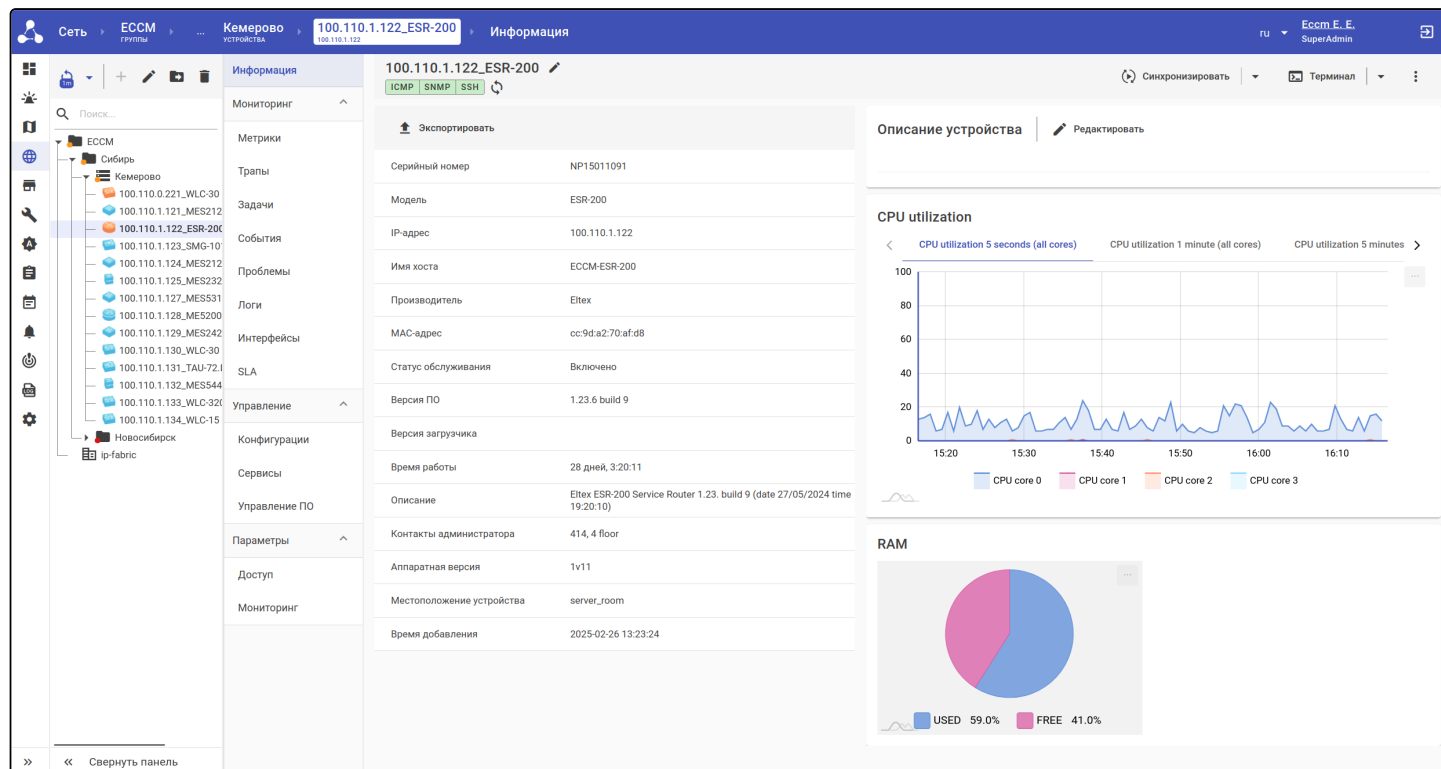 Сеть
ЕССМ
ГРУППЫ
...
Кемерово
УСТРОЙСТВА
100.110.1.122_ESR-200
100.110.1.122
Информация
ru
Eccm E. E.
SuperAdmin
1m
Поиск...
ЕССМ
Сибирь
Кемерово
100.110.0.221_WLC-30
100.110.1.121_MES212
100.110.1.122_ESR-200
100.110.1.123_SMG-10
100.110.1.124_MES212
100.110.1.125_MES232
100.110.1.127_MES531
100.110.1.128_ME5200
100.110.1.129_MES242
100.110.1.130_WLC-30
100.110.1.131_TAU-72.I
100.110.1.132_MES544
100.110.1.133_WLC-320
100.110.1.134_WLC-15
Новосибирск
ip-fabric
Свернуть панель
Информация
Мониторинг
Метрики
Трапы
Задачи
События
Проблемы
Логи
Интерфейсы
SLA
Управление
Конфигурации
Сервисы
Управление ПО
Параметры
Доступ
Мониторинг
100.110.1.122_ESR-200
ICMP SNMP SSH
Синхронизировать
Терминал
Экспортировать
Серийный номер NP15011091
Модель ESR-200
IP-адрес 100.110.1.122
Имя хоста ECCM-ESR-200
Производитель Eltex
MAC-адрес cc:9d:a2:70:af:d8
Статус обслуживания Включено
Версия ПО 1.23.6 build 9
Версия загрузчика
Время работы 28 дней, 3:20:11
Описание Eltex ESR-200 Service Router 1.23. build 9 (date 27/05/2024 time
19:20:10)
Контакты администратора 414, 4 floor
Аппаратная версия 1v11
Местоположение устройства server_room
Время добавления 2025-02-26 13:23:24
Описание устройства
Редактировать
CPU utilization
CPU utilization 5 seconds (all cores) CPU utilization 1 minute (all cores) CPU utilization 5 minutes
...
100
80
60
40
20
0
15:20 15:30 15:40 15:50 16:00 16:10
CPU core 0 CPU core 1 CPU core 2 CPU core 3
RAM
...
USED 59.0% FREE 41.0%